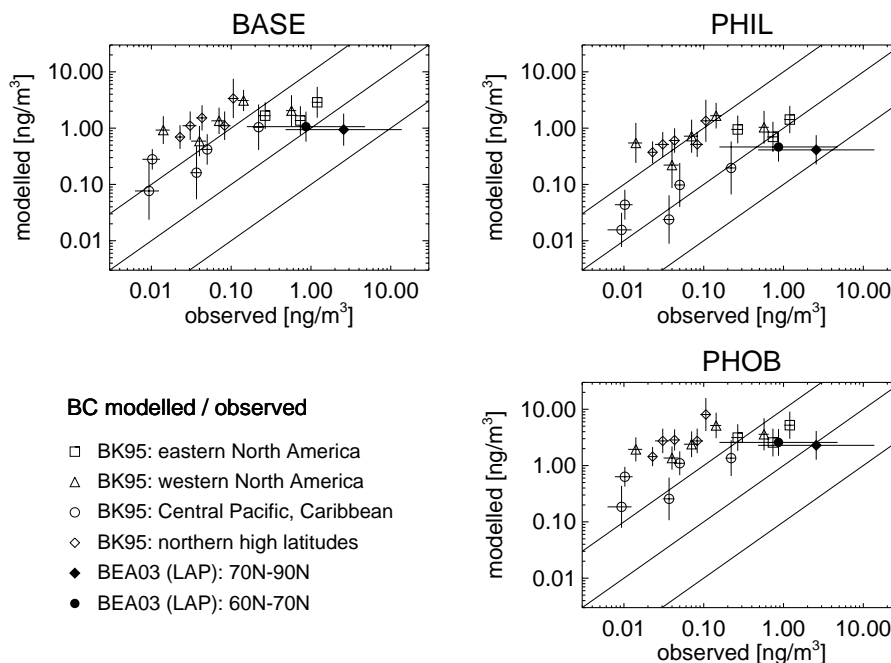 BASE
10.00
1.00
0.10
0.01
modelled [ng/m³]
0.01 0.10 1.00 10.00
observed [ng/m³]
PHIL
10.00
1.00
0.10
0.01
modelled [ng/m³]
0.01 0.10 1.00 10.00
observed [ng/m³]
BC modelled / observed
BK95: eastern North America
BK95: western North America
BK95: Central Pacific, Caribbean
BK95: northern high latitudes
BEA03 (LAP): 70N-90N
BEA03 (LAP): 60N-70N
PHOB
10.00
1.00
0.10
0.01
modelled [ng/m³]
0.01 0.10 1.00 10.00
observed [ng/m³]